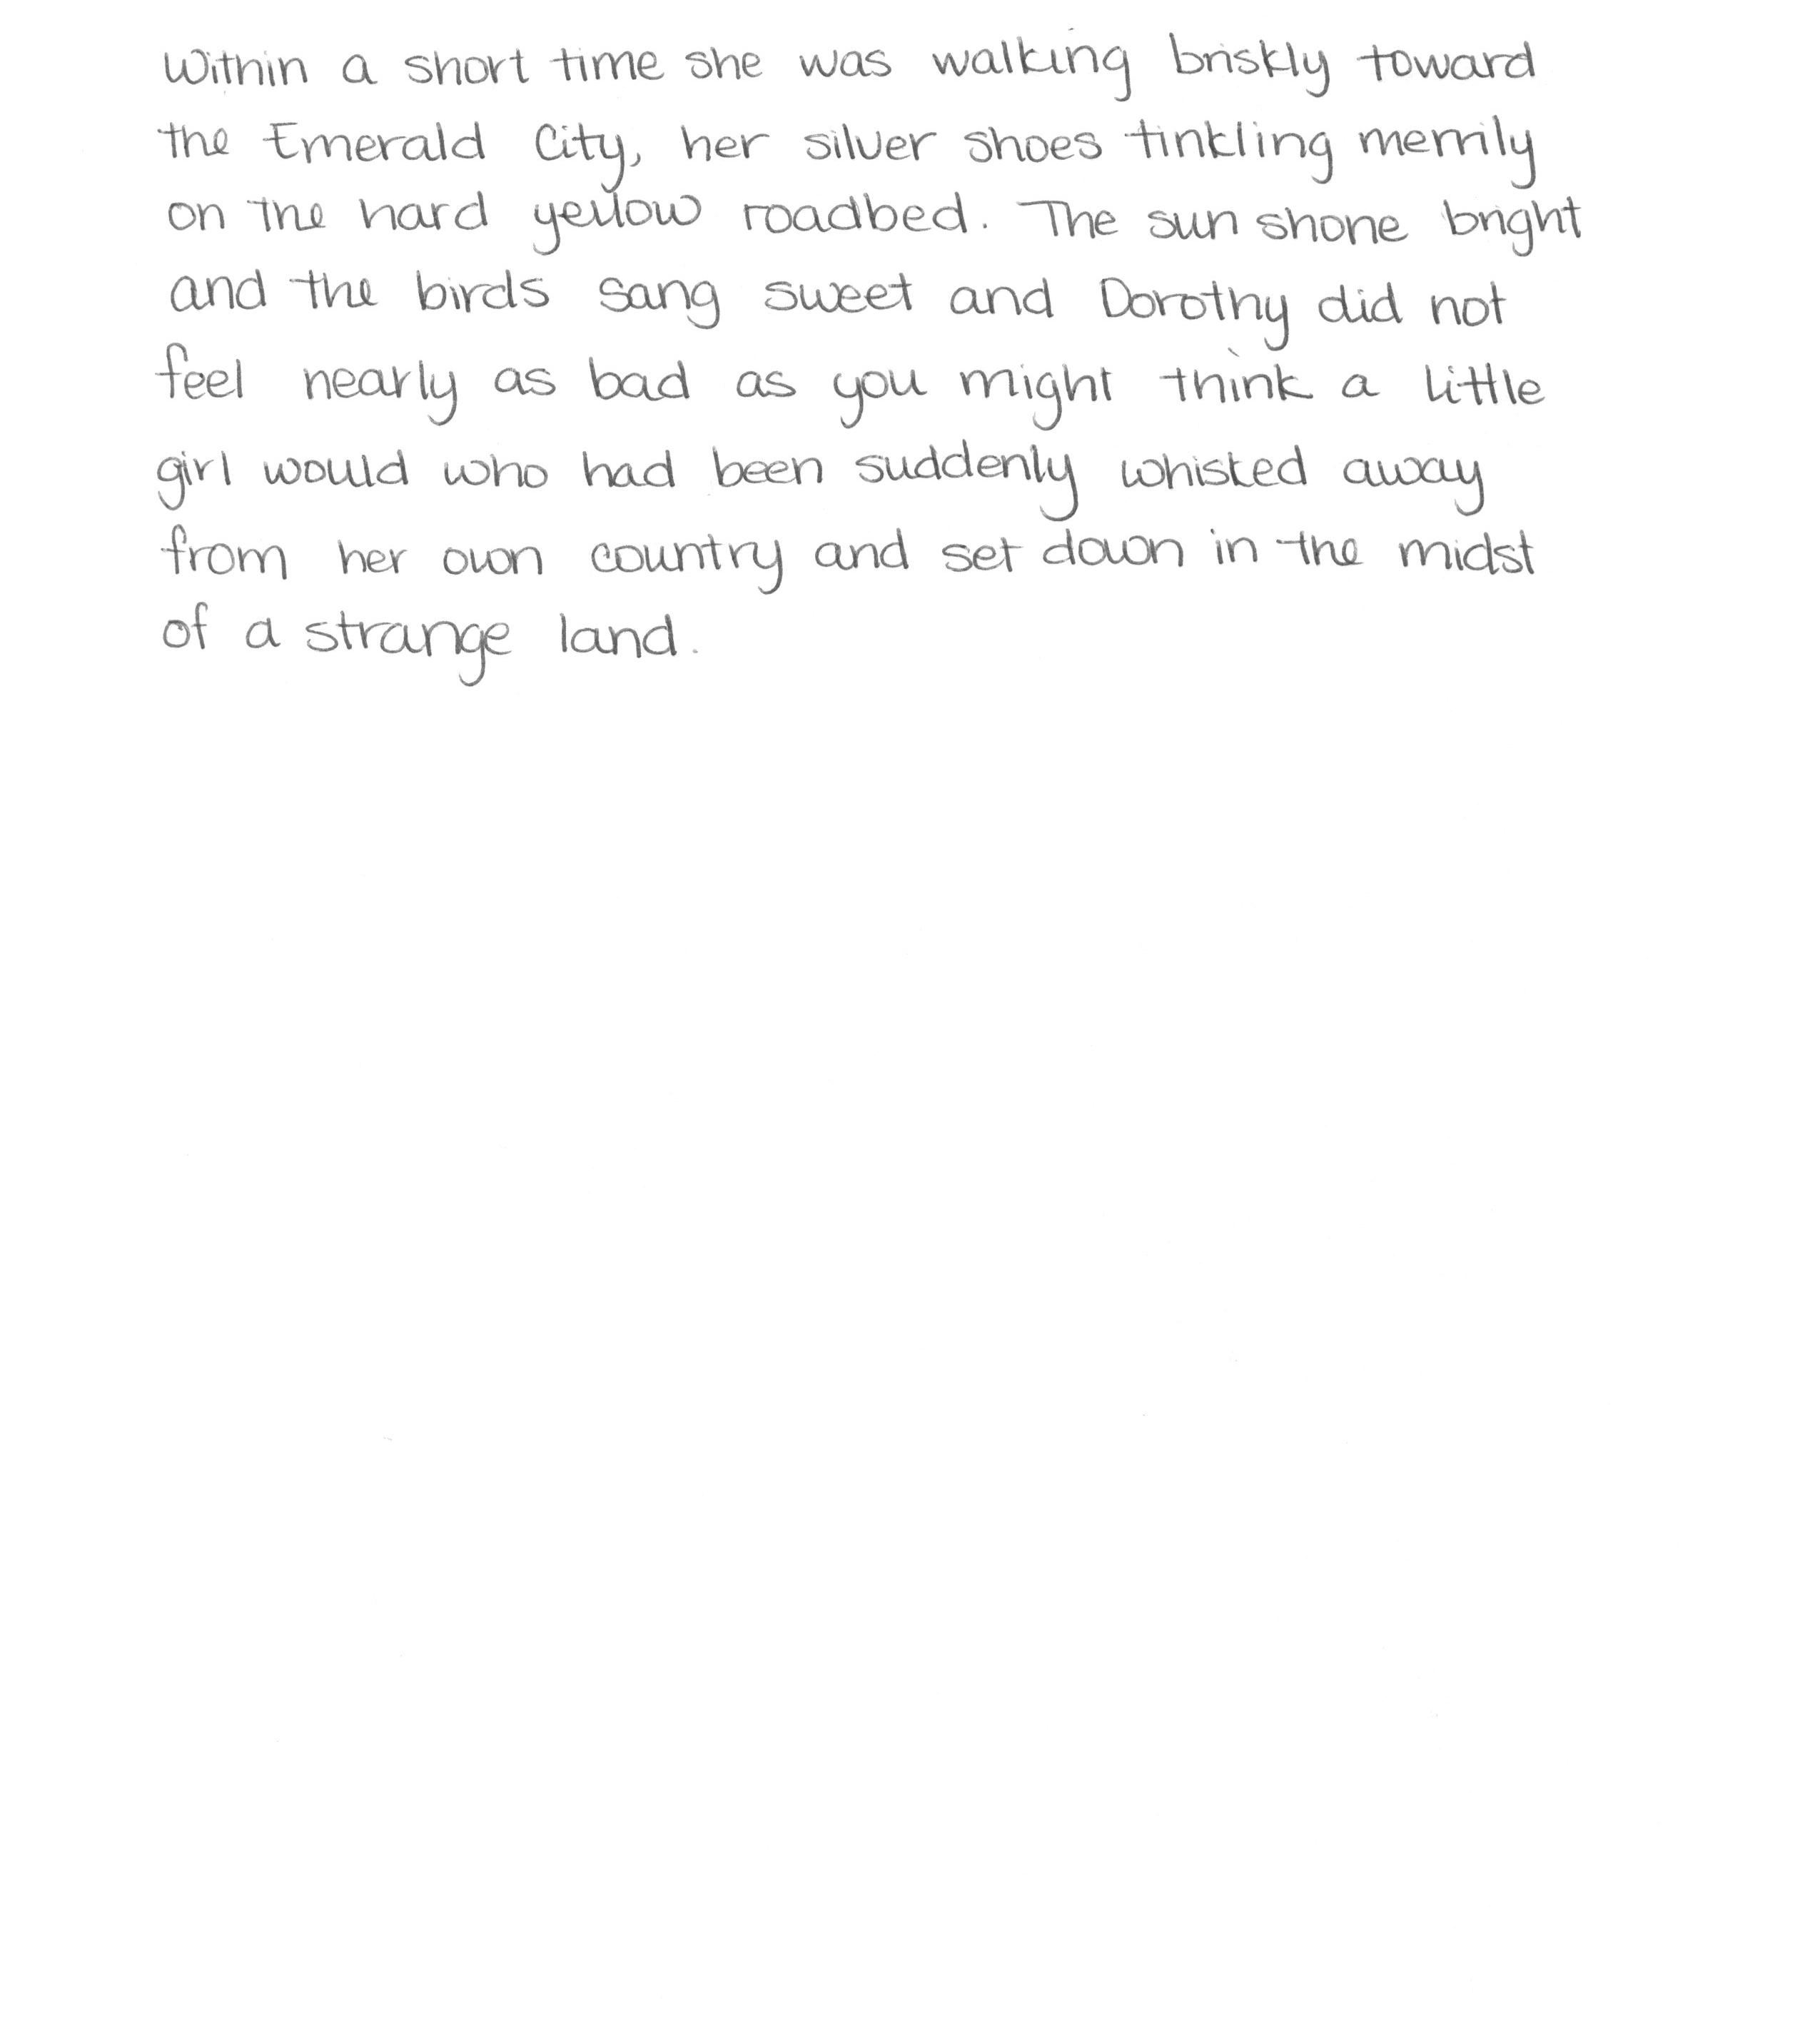 Within a short time she was walking briskly toward
the Emerald City, her silver shoes tinkling merrily
on the hard yellow roadbed. The sun shone bright
and the birds sang sweet and Dorothy did not
feel nearly as bad as you might think a little
girl would who had been suddenly whisked away
from her own country and set down in the midst
of a strange land.